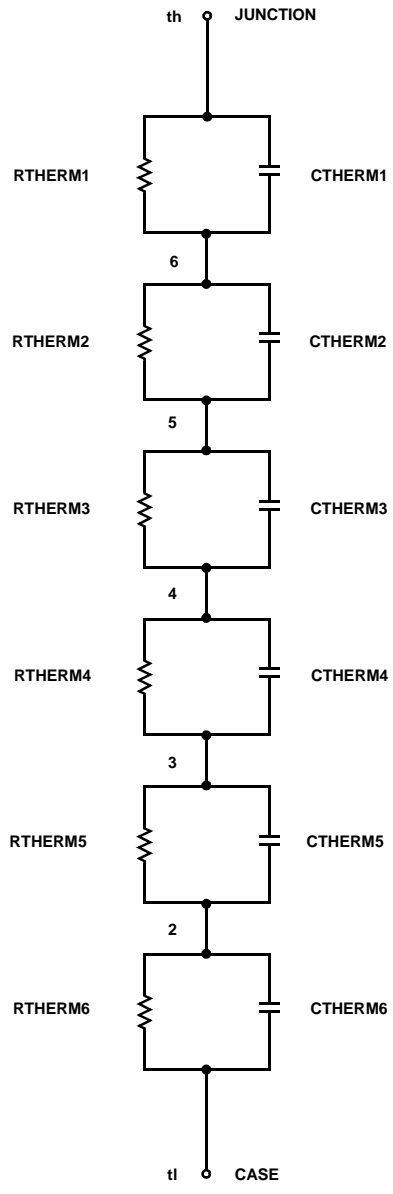 th JUNCTION
RTHERM1 CTHERM1
6
RTHERM2 CTHERM2
5
RTHERM3 CTHERM3
4
RTHERM4 CTHERM4
3
RTHERM5 CTHERM5
2
RTHERM6 CTHERM6
tl CASE